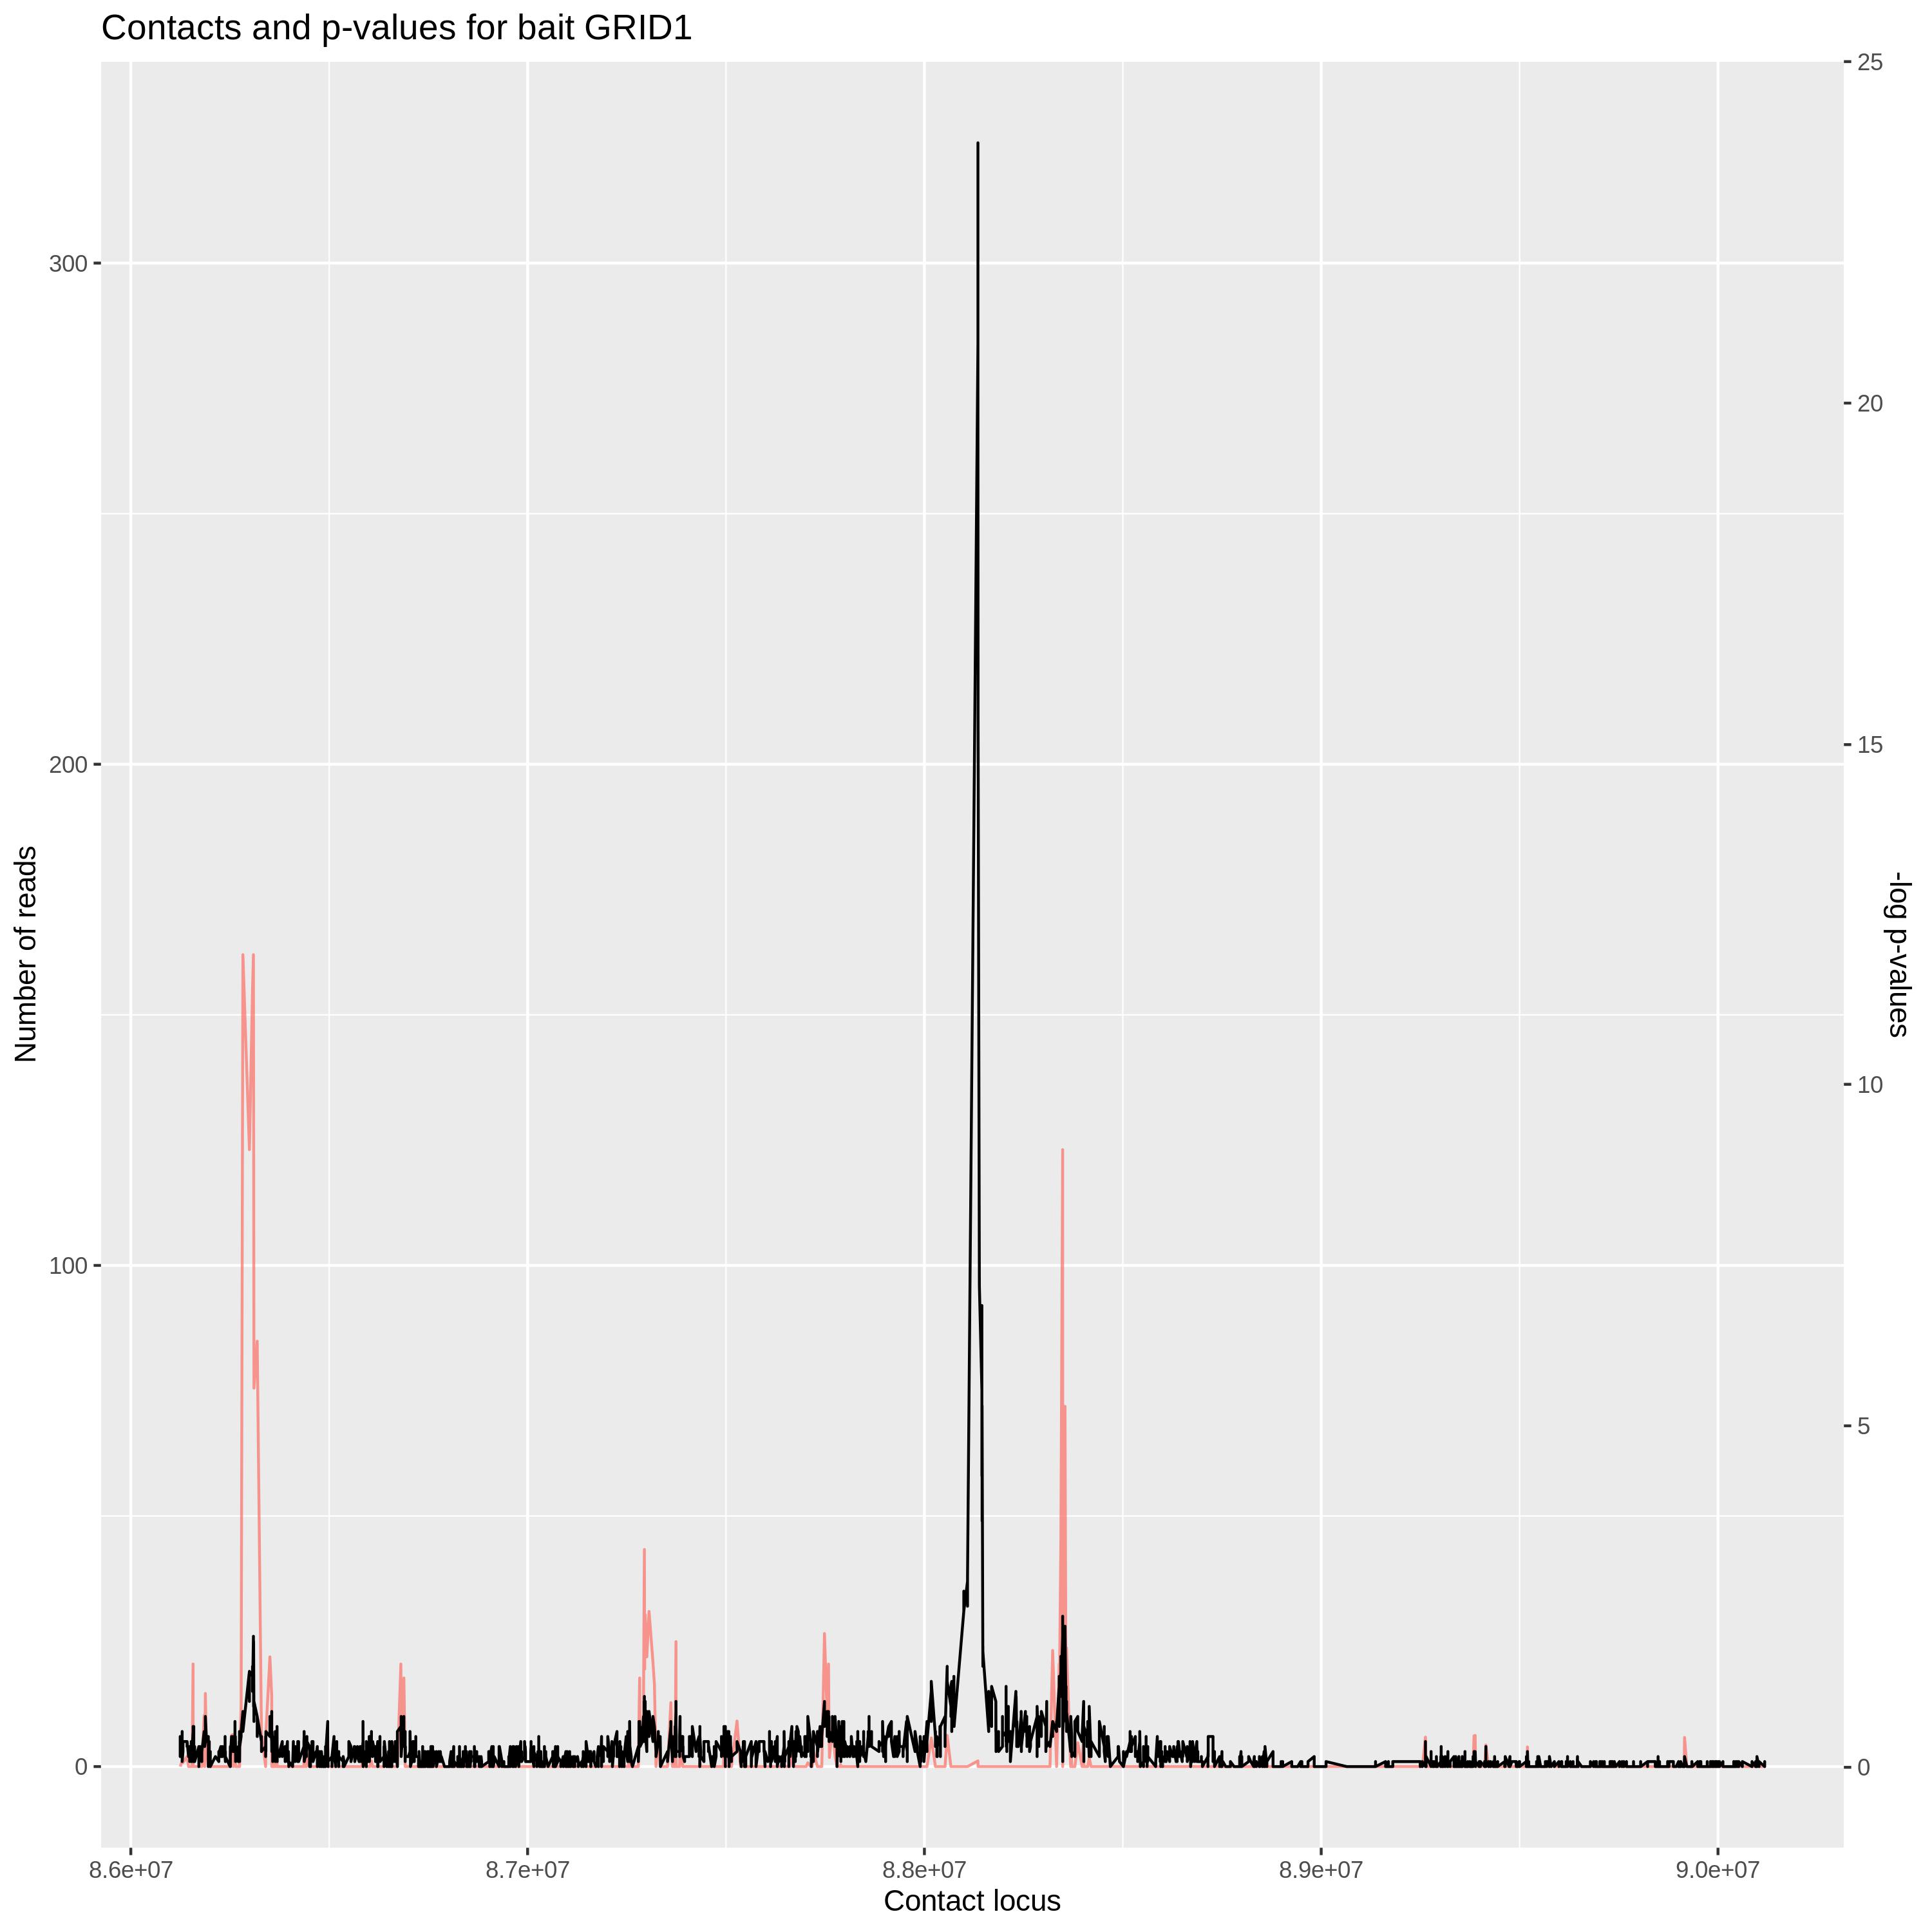 Contacts and p-values for bait GRID1
25
300
20
200
15
Number of reads
-log p-values
10
100
5
0
0
8.6e+07
8.7e+07
8.8e+07
8.9e+07
9.0e+07
Contact locus